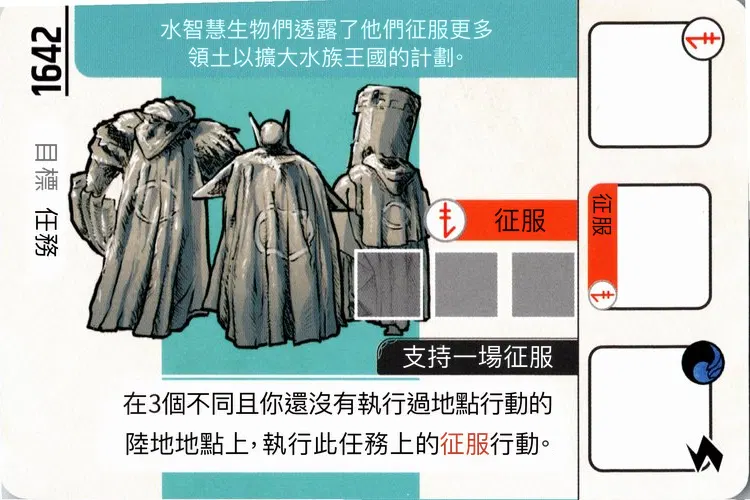 水智慧生物們透露了他們征服更多
領土以擴大水族王國的計劃。
1642
目標 任務
征服
征服
支持一場征服
在3個不同且你還沒有執行過地點行動的
陸地地點上，執行此任務上的征服行動。